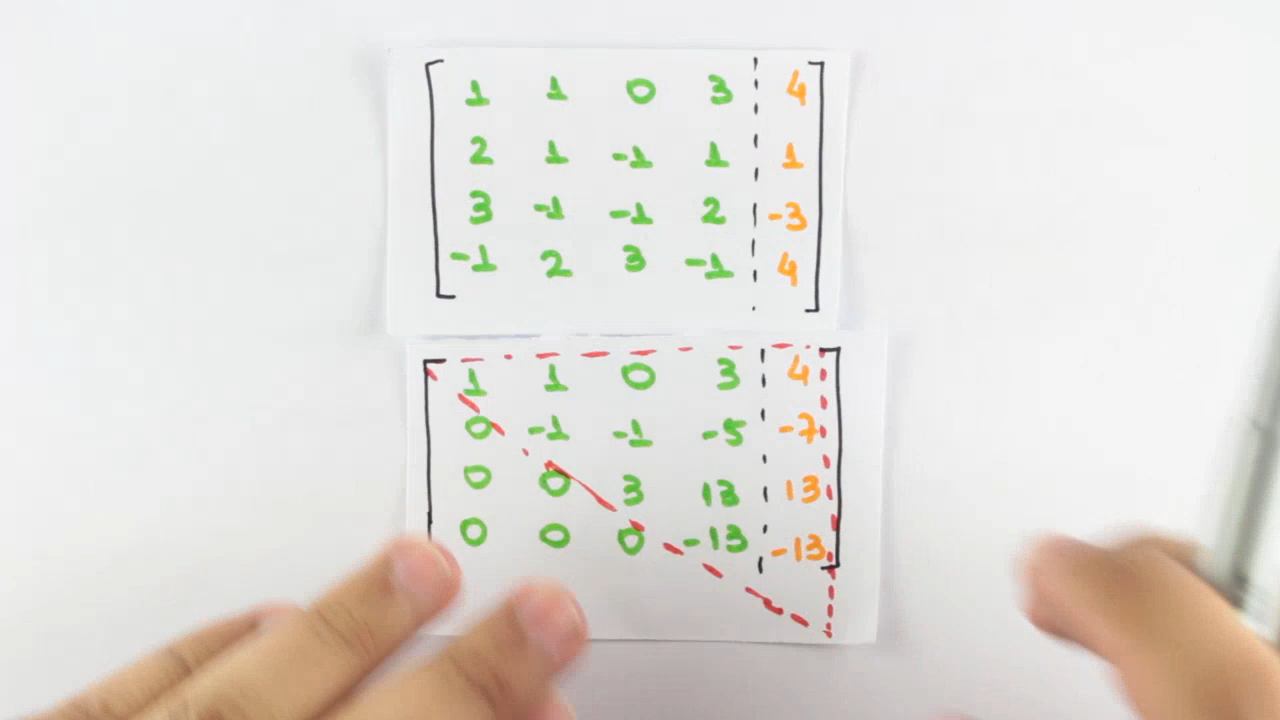 1 1 0 3 4
2 1 -1 1 1
3 -1 -1 2 -3
-1 2 3 -1 4
1 1 0 3 4
0 -1 -1 -5 -7
0 0 3 13 13
0 0 0 -13 -13